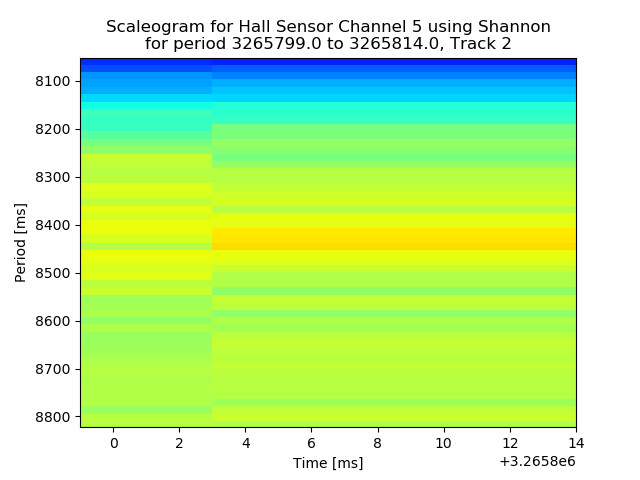 Scaleogram for Hall Sensor Channel 5 using Shannon
for period 3265799.0 to 3265814.0, Track 2
8100
8200
8300
8400
8500
8600
8700
8800
Period [ms]
0 2 4 6 8 10 12 14
Time [ms]
+3.2658e6